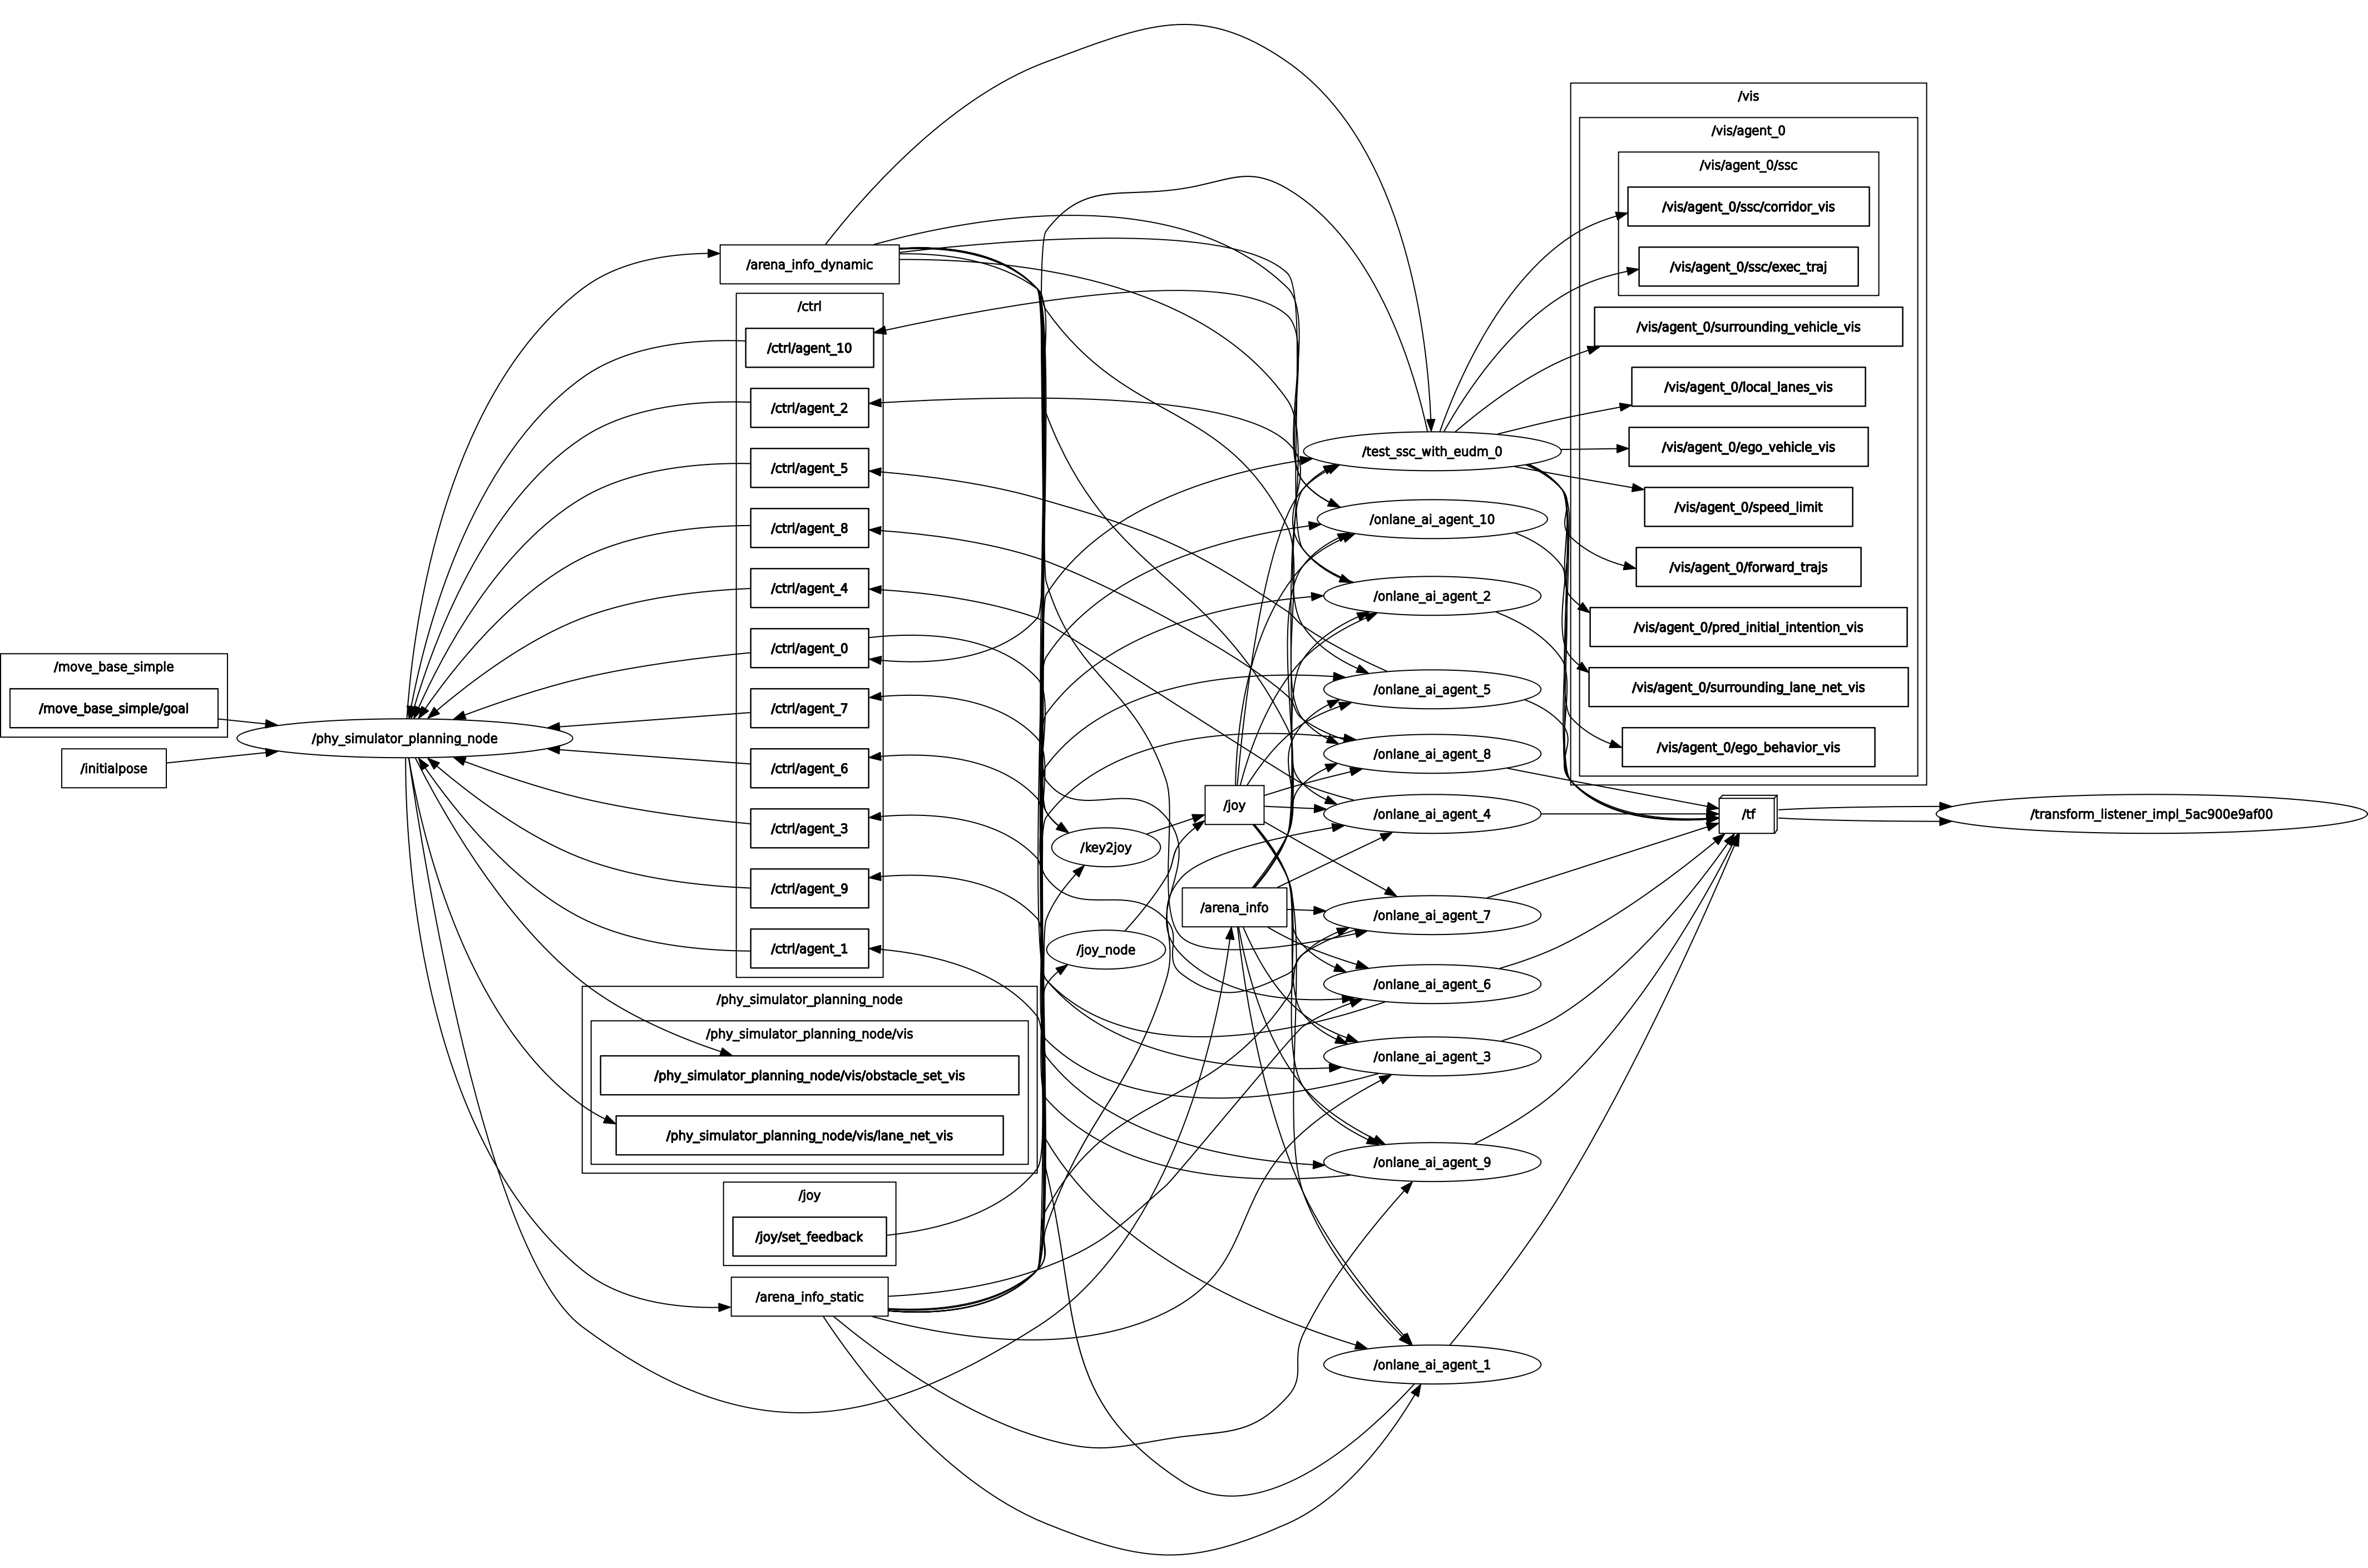 /move_base_simple
/move_base_simple/goal
/initialpose
/phy_simulator_planning_node
/arena_info_dynamic
/ctrl
/ctrl/agent_10
/ctrl/agent_2
/ctrl/agent_5
/ctrl/agent_8
/ctrl/agent_4
/ctrl/agent_0
/ctrl/agent_7
/ctrl/agent_6
/ctrl/agent_3
/ctrl/agent_9
/ctrl/agent_1
/phy_simulator_planning_node
/phy_simulator_planning_node/vis
/phy_simulator_planning_node/vis/obstacle_set_vis
/phy_simulator_planning_node/vis/lane_net_vis
/joy
/joy/set_feedback
/arena_info_static
/key2joy
/joy_node
/joy
/arena_info
/test_ssc_with_eudm_0
/onlane_ai_agent_10
/onlane_ai_agent_2
/onlane_ai_agent_5
/onlane_ai_agent_8
/onlane_ai_agent_4
/onlane_ai_agent_7
/onlane_ai_agent_6
/onlane_ai_agent_3
/onlane_ai_agent_9
/onlane_ai_agent_1
/vis
/vis/agent_0
/vis/agent_0/ssc
/vis/agent_0/ssc/corridor_vis
/vis/agent_0/ssc/exec_traj
/vis/agent_0/surrounding_vehicle_vis
/vis/agent_0/local_lanes_vis
/vis/agent_0/ego_vehicle_vis
/vis/agent_0/speed_limit
/vis/agent_0/forward_trajs
/vis/agent_0/pred_initial_intention_vis
/vis/agent_0/surrounding_lane_net_vis
/vis/agent_0/ego_behavior_vis
/tf
/transform_listener_impl_5ac900e9af00